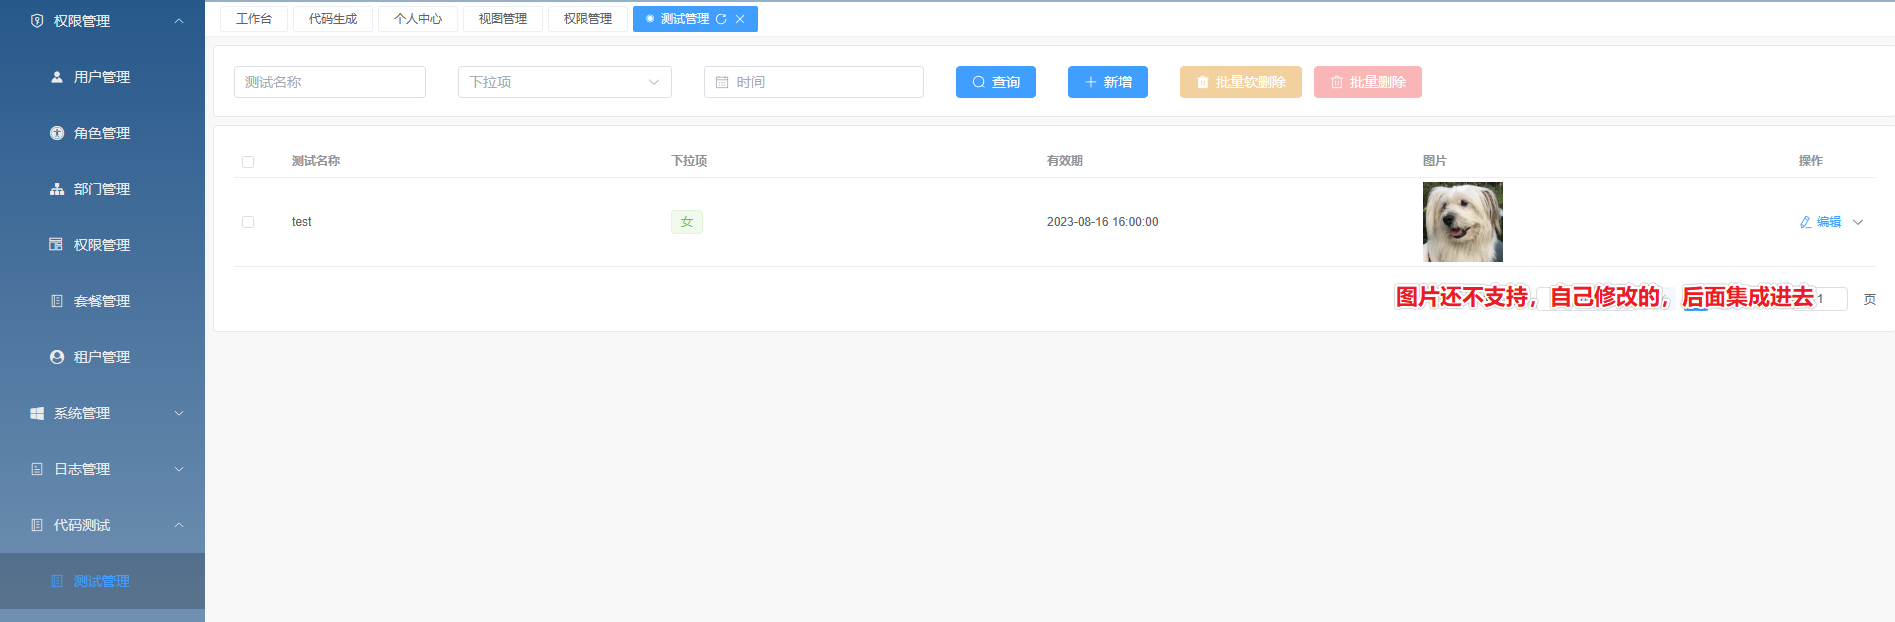 权限管理
用户管理
角色管理
部门管理
权限管理
套餐管理
租户管理
系统管理
日志管理
代码测试
测试管理
工作台 代码生成 个人中心 视图管理 权限管理 测试管理
测试名称 下拉项 时间 查询 新增 批量软删除 批量删除
测试名称 下拉项 有效期 图片 操作
test 女 2023-08-16 16:00:00 编辑
图片还不支持，自己修改的，后面集成进去 1 页